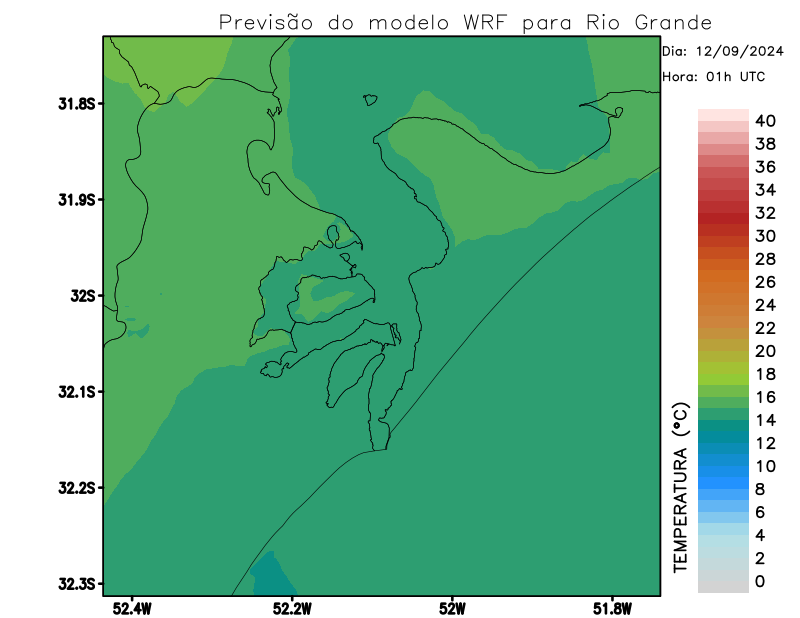 Previsão do modelo WRF para Rio Grande
Dia: 12/09/2024
Hora: 01h UTC
31.8S
31.9S
32S
32.1S
32.2S
32.3S
52.4W
52.2W
52W
51.8W
TEMPERATURA (°C)
40
38
36
34
32
30
28
26
24
22
20
18
16
14
12
10
8
6
4
2
0